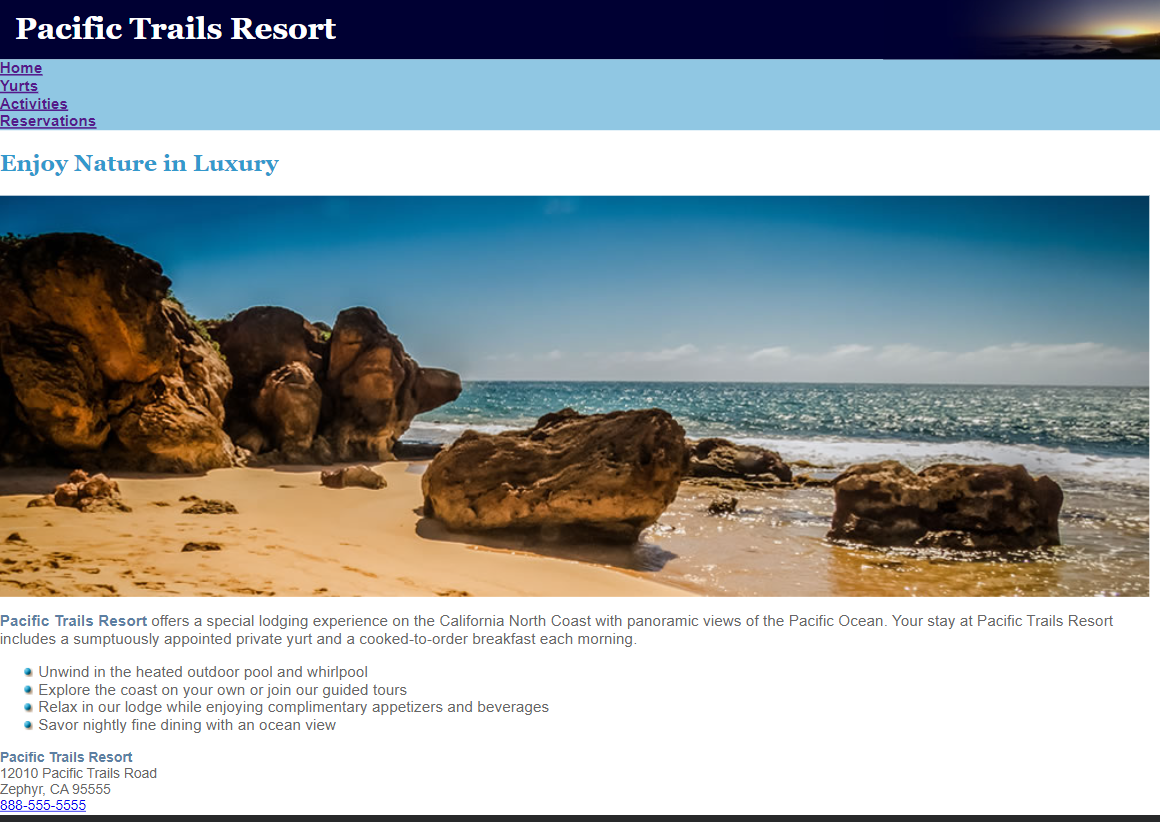 Pacific Trails Resort
Home
Yurts
Activities
Reservations
Enjoy Nature in Luxury
Pacific Trails Resort offers a special lodging experience on the California North Coast with panoramic views of the Pacific Ocean. Your stay at Pacific Trails Resort
includes a sumptuously appointed private yurt and a cooked-to-order breakfast each morning.
Unwind in the heated outdoor pool and whirlpool
Explore the coast on your own or join our guided tours
Relax in our lodge while enjoying complimentary appetizers and beverages
Savor nightly fine dining with an ocean view
Pacific Trails Resort
12010 Pacific Trails Road
Zephyr, CA 95555
888-555-5555